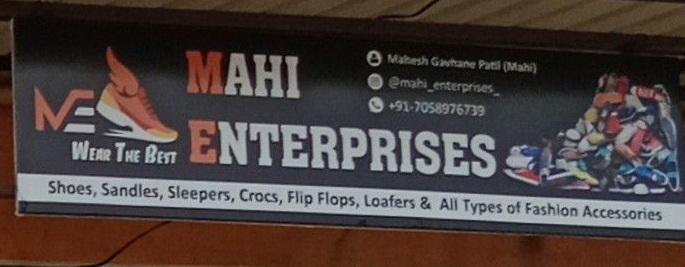 ME
WEAR THE BEST
MAHI
ENTERPRISES
Mahesh Gavhane Patil (Mahi)
@mahi_enterprises_
+91-7058976739
Shoes, Sandles, Sleepers, Crocs, Flip Flops, Loafers & All Types of Fashion Accessories